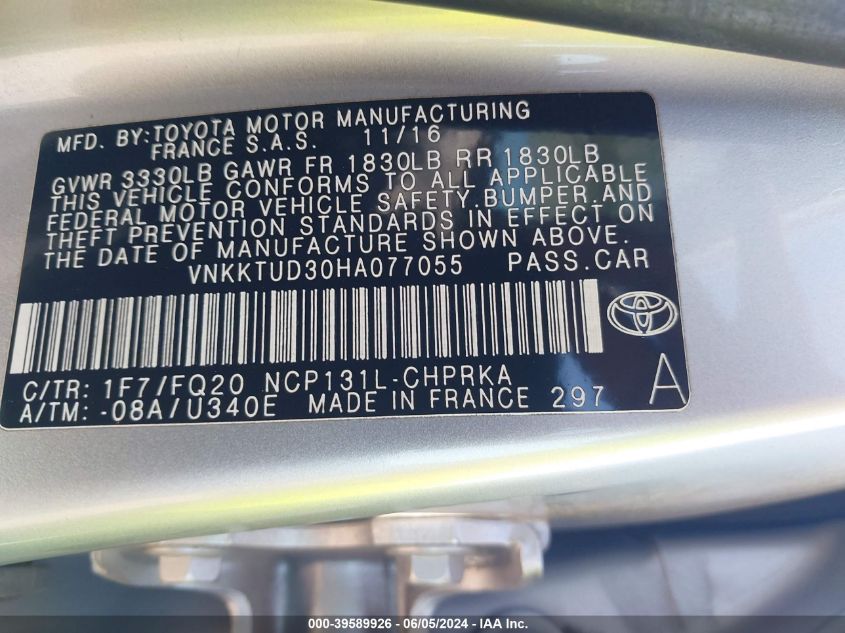 MFD. BY:TOYOTA MOTOR MANUFACTURING
FRANCE S.A.S. 11/16
GVWR 3330LB GAWR FR 1830LB RR 1830LB
THIS VEHICLE CONFORMS TO ALL APPLICABLE
FEDERAL MOTOR VEHICLE SAFETY,BUMPER,AND
THEFT PREVENTION STANDARDS IN EFFECT ON
THE DATE OF MANUFACTURE SHOWN ABOVE.
VNKKTUD30HA077055 PASS.CAR
C/TR: 1F7/FQ20 NCP131L-CHPRKA A
A/TM: -08A/U340E MADE IN FRANCE 297
000-39589926 - 06/05/2024 - IAA Inc.